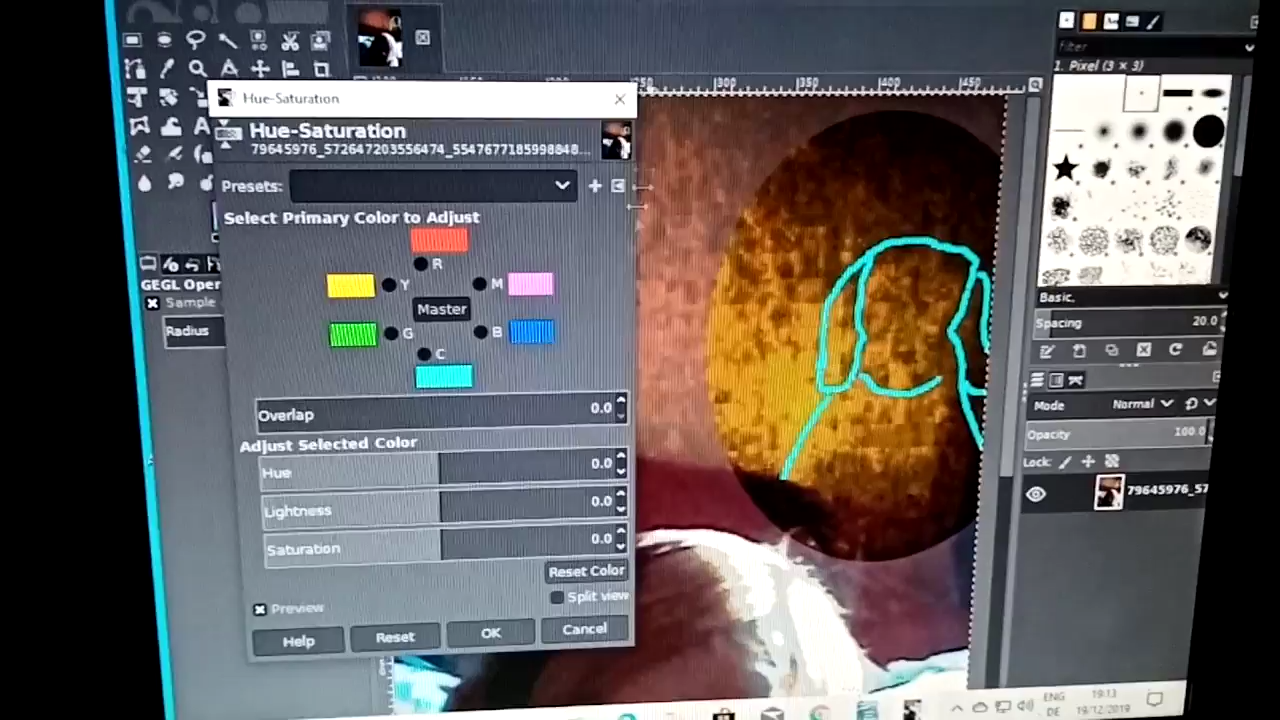 Hue-Saturation
Hue-Saturation
79645976_572647203556474_5547677185998848...
Presets:
Select Primary Color to Adjust
R
Y
M
Master
G
B
C
Overlap 0.0
Adjust Selected Color
Hue 0.0
Lightness 0.0
Saturation 0.0
Reset Color
Split view
Preview
Help Reset OK Cancel
GEGL Oper
Sample
Radius
300 350 400 450
Filter
1. Pixel (3 × 3)
Basic,
Spacing 20.0
Mode Normal
Opacity 100.0
Lock:
79645976_57
ENG
DE
19:13
19/12/2019